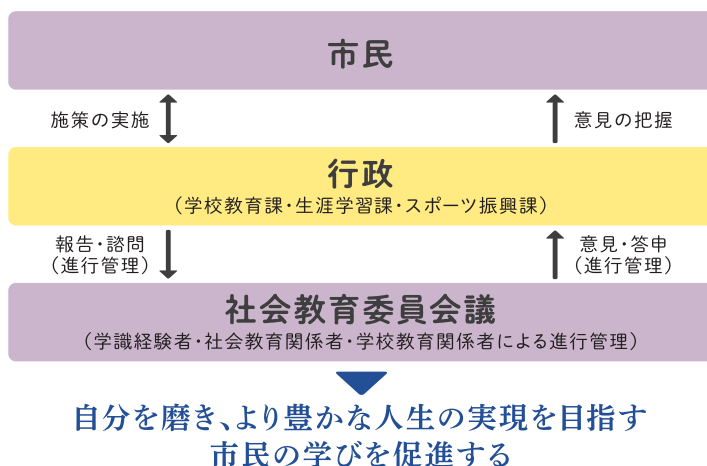 市民
施策の実施
意見の把握
行政
（学校教育課・生涯学習課・スポーツ振興課）
報告・諮問
（進行管理）
意見・答申
（進行管理）
社会教育委員会議
（学識経験者・社会教育関係者・学校教育関係者による進行管理）
自分を磨き、より豊かな人生の実現を目指す
市民の学びを促進する